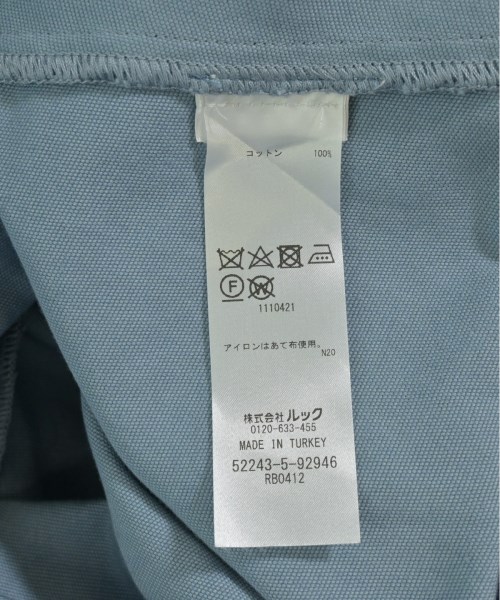 コットン 100%
F W
1110421
アイロンはあて布使用。
N20
株式会社ルック
0120-633-455
MADE IN TURKEY
52243-5-92946
RB0412